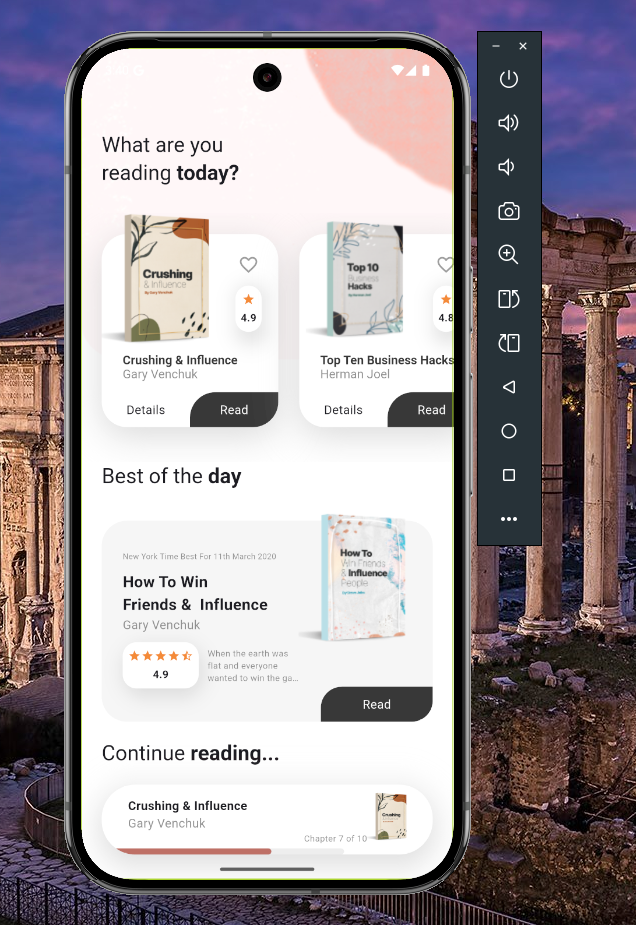 What are you
reading today?
Crushing
& Influence
By Gary Venchuk
4.9
Crushing & Influence
Gary Venchuk
Details
Read
Top 10
Business
Hacks
4.8
Top Ten Business Hacks
Herman Joel
Details
Read
Best of the day
New York Time Best For 11th March 2020
How To Win
Friends & Influence
Gary Venchuk
4.9
When the earth was
flat and everyone
wanted to win the ga...
How To
Win Friends
& Influence
People
Read
Continue reading...
Crushing & Influence
Gary Venchuk
Chapter 7 of 10
Crushing